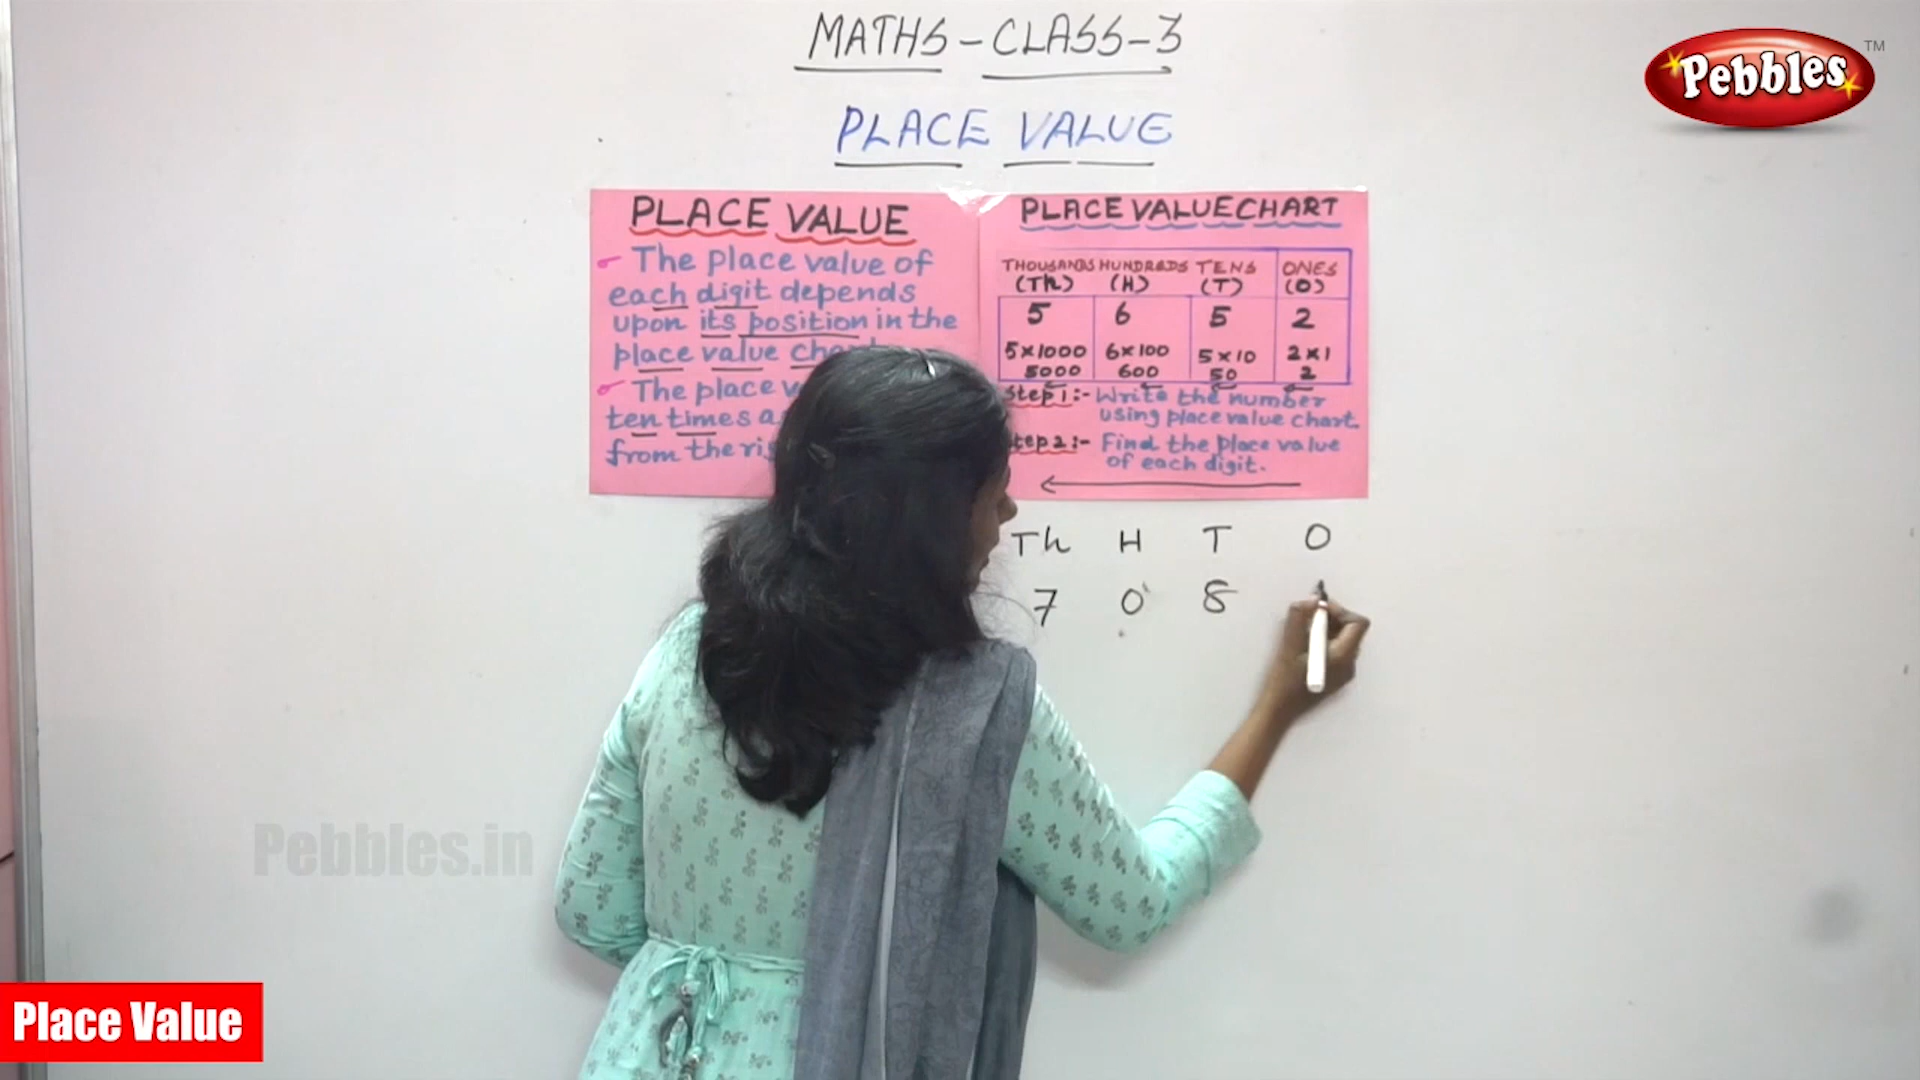 MATHS - CLASS - 3
Pebbles TM
PLACE VALUE
PLACE VALUE
The place value of
each digit depends
upon its position in the
place value
The place
ten times
from the
PLACE VALUE CHART
THOUSANDS HUNDREDS TENS ONES
(Th) (H) (T) (O)
5 6 5 2
5×1000 6×100 5×10 2×1
5000 600 50 2
Step 1:- Write the number
using place value chart.
Step 2:- Find the place value
of each digit.
Th H T O
7 0 8
Pebbles.in
Place Value